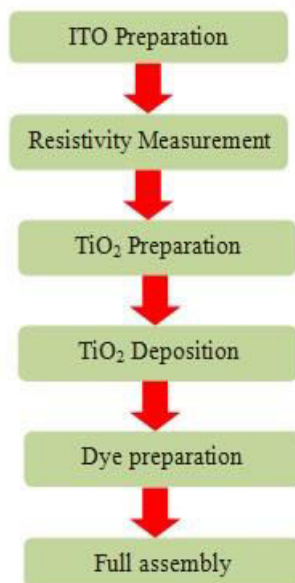 ITO Preparation
Resistivity Measurement
TiO₂ Preparation
TiO₂ Deposition
Dye preparation
Full assembly